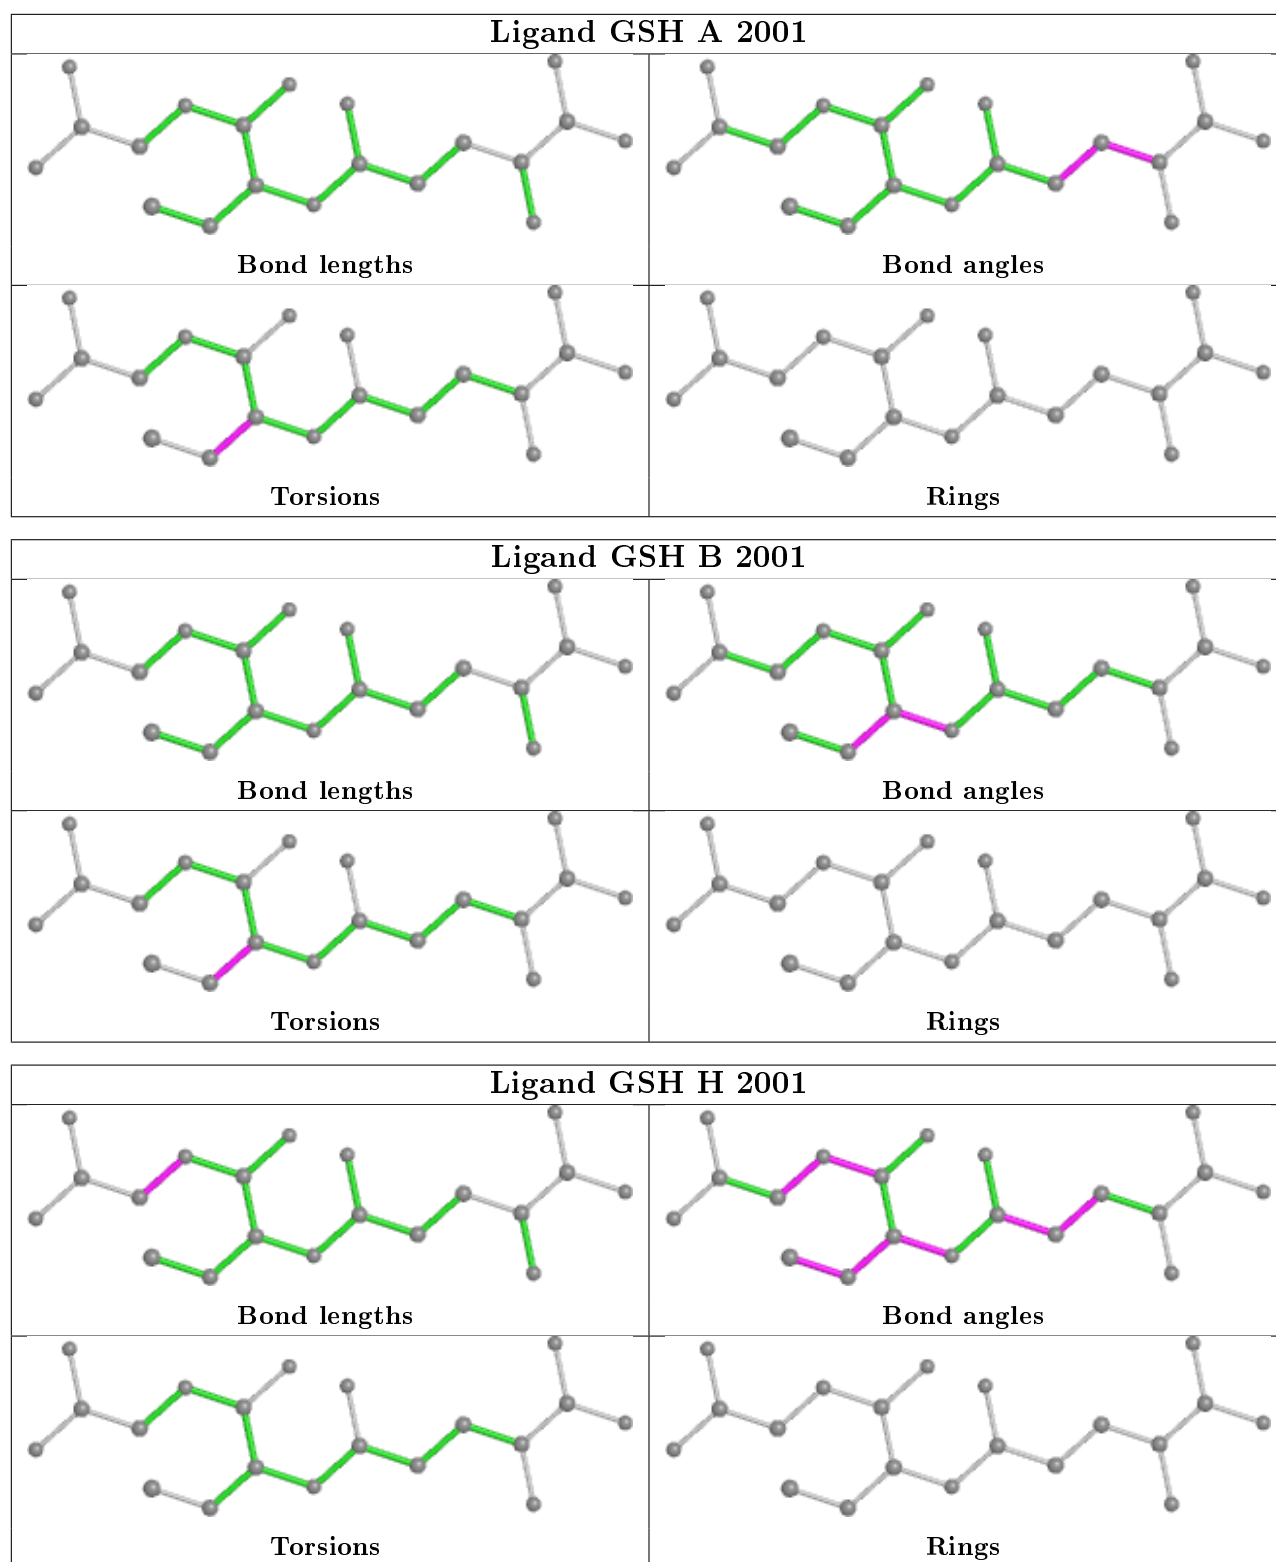 Ligand GSH A 2001
Bond lengths
Bond angles
Torsions
Rings
Ligand GSH B 2001
Bond lengths
Bond angles
Torsions
Rings
Ligand GSH H 2001
Bond lengths
Bond angles
Torsions
Rings